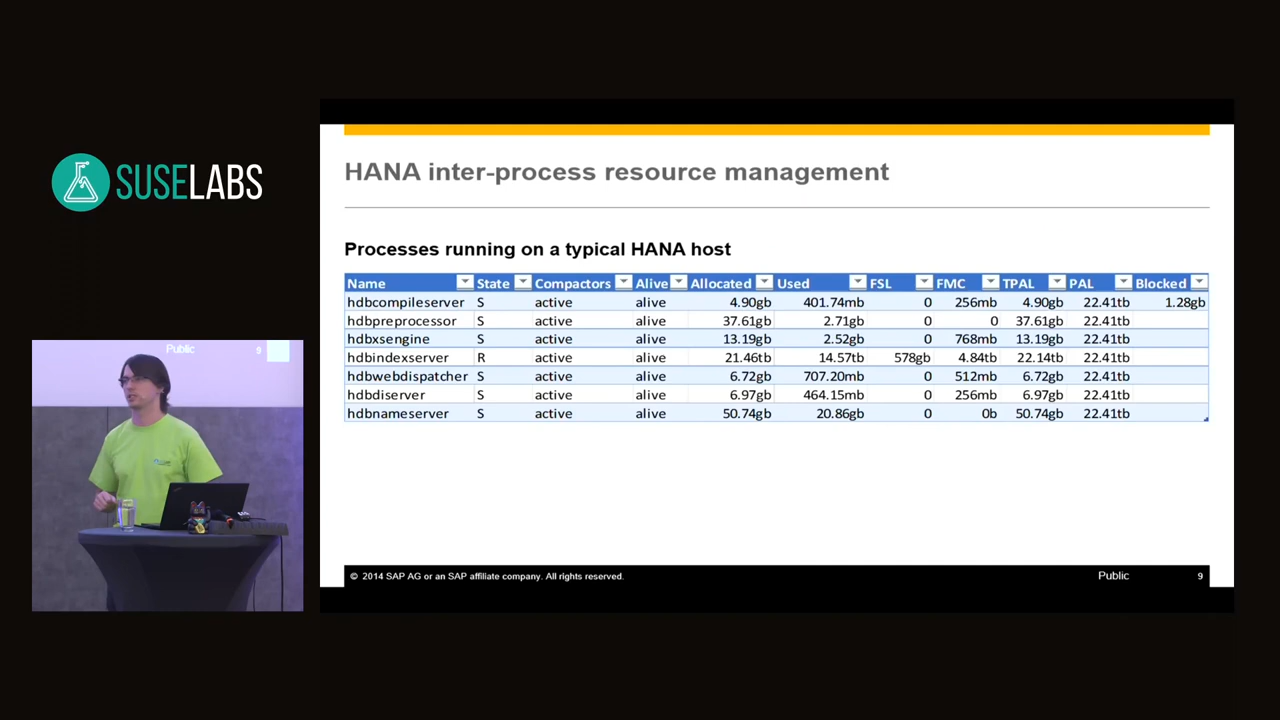 SUSELABS
HANA inter-process resource management
Processes running on a typical HANA host
Name State Compactors Alive Allocated Used FSL FMC TPAL PAL Blocked
hdbcompileserver S active alive 4.90gb 401.74mb 0 256mb 4.90gb 22.41tb 1.28gb
hdbpreprocessor S active alive 37.61gb 2.71gb 0 0 37.61gb 22.41tb
hdbxsengine S active alive 13.19gb 2.52gb 0 768mb 13.19gb 22.41tb
hdbindexserver R active alive 21.46tb 14.57tb 578gb 4.84tb 22.14tb 22.41tb
hdbwebdispatcher S active alive 6.72gb 707.20mb 0 512mb 6.72gb 22.41tb
hdbdiserver S active alive 6.97gb 464.15mb 0 256mb 6.97gb 22.41tb
hdbnameserver S active alive 50.74gb 20.86gb 0 0b 50.74gb 22.41tb
© 2014 SAP AG or an SAP affiliate company. All rights reserved. Public 9
Public 9